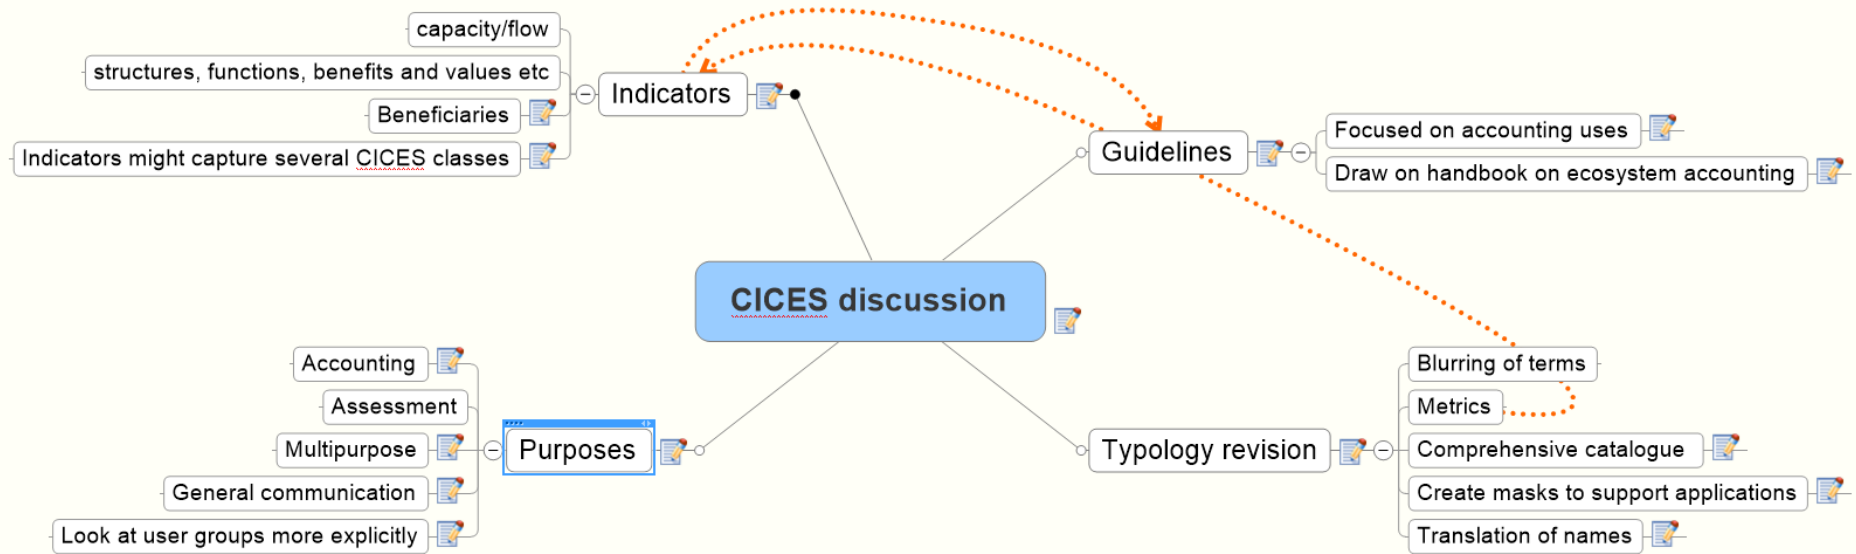 capacity/flow
structures, functions, benefits and values etc
Beneficiaries
Indicators might capture several CICES classes
Indicators
Guidelines
Focused on accounting uses
Draw on handbook on ecosystem accounting
CICES discussion
Accounting
Assessment
Multipurpose
General communication
Look at user groups more explicitly
Purposes
Typology revision
Blurring of terms
Metrics
Comprehensive catalogue
Create masks to support applications
Translation of names